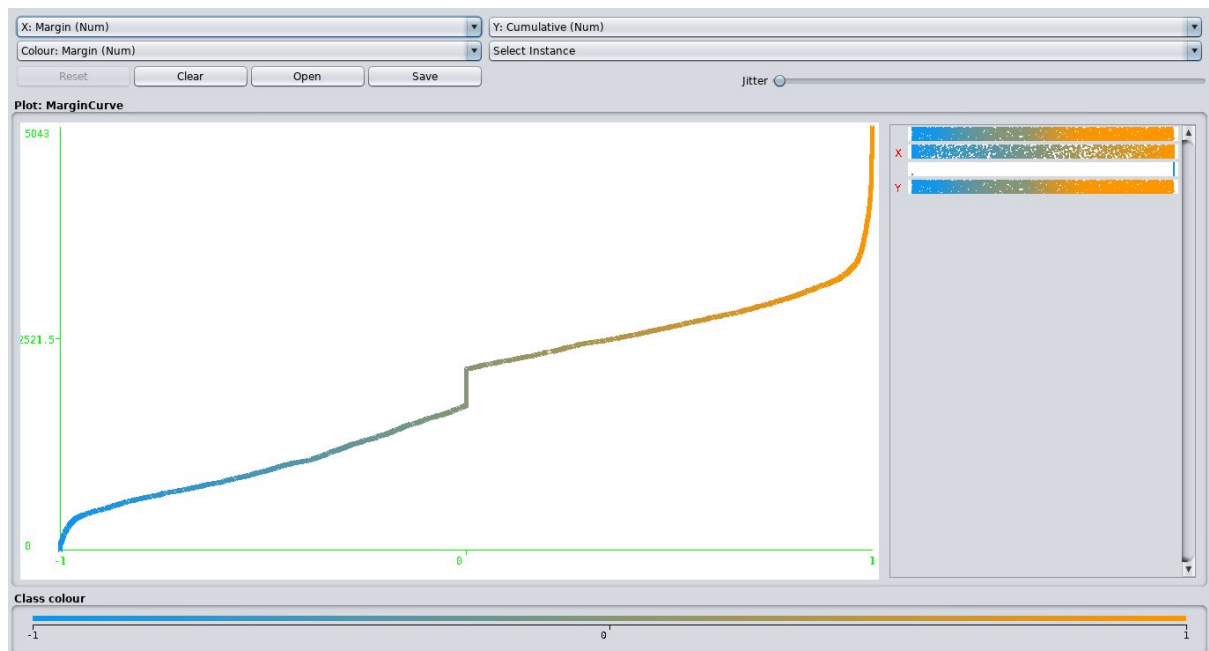 X: Margin (Num)
Y: Cumulative (Num)
Colour: Margin (Num)
Select Instance
Reset
Clear
Open
Save
Jitter
Plot: MarginCurve
5043
2521.5
0
-1
0
1
X
Y
Class colour
-1
0
1